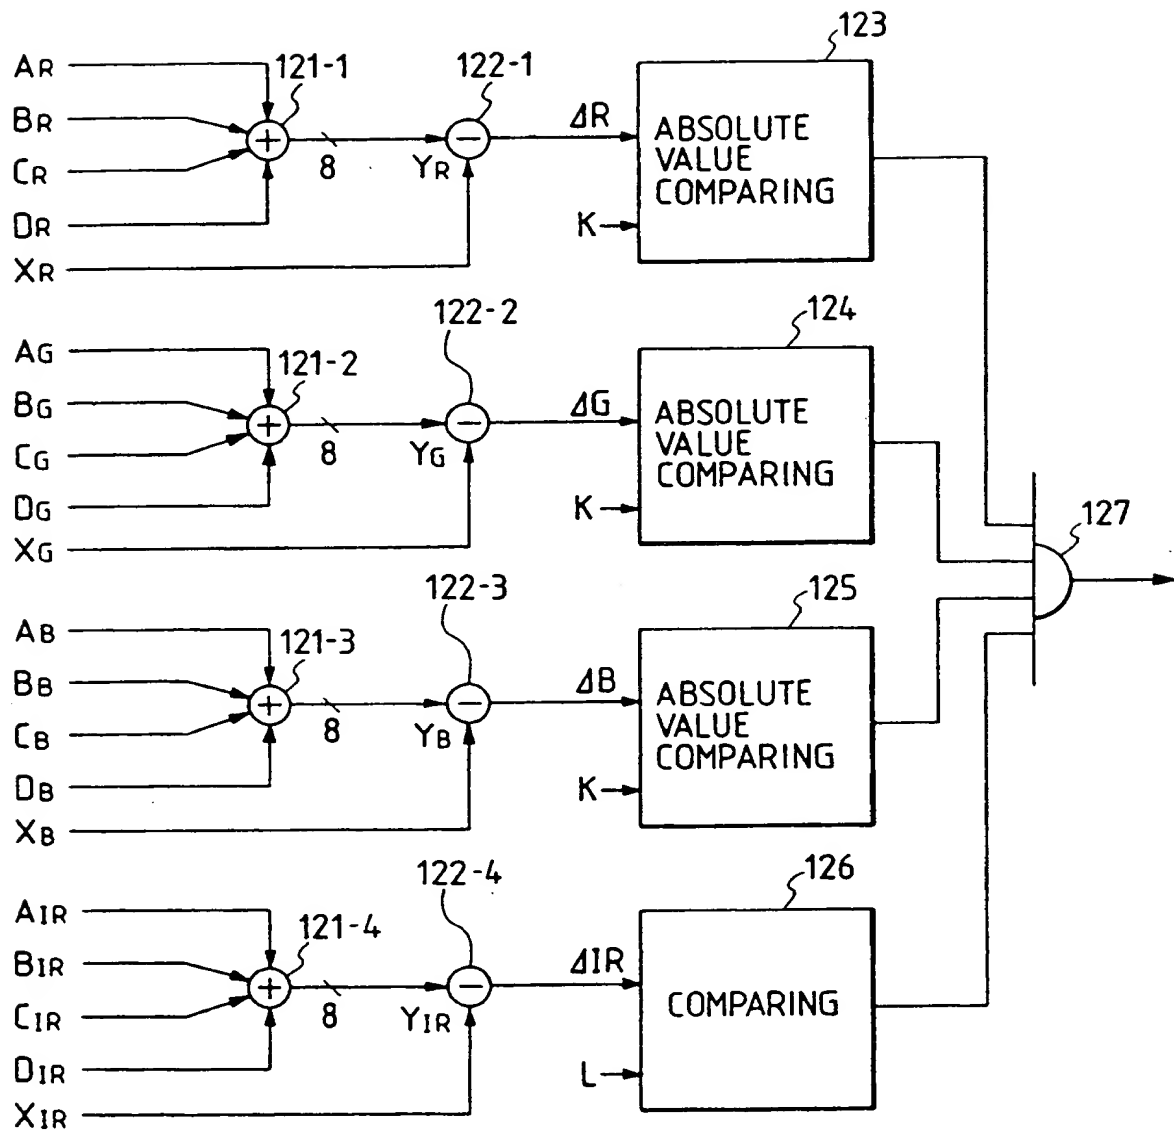 123
AR
121-1
122-1
BR
ΔR
ABSOLUTE
VALUE
COMPARING
CR
8
YR
DR
K
XR
122-2
124
AG
121-2
BG
ΔG
ABSOLUTE
VALUE
COMPARING
CG
8
YG
DG
K
XG
127
122-3
125
AB
121-3
BB
ΔB
ABSOLUTE
VALUE
COMPARING
CB
8
YB
DB
K
XB
122-4
126
AIR
121-4
BIR
ΔIR
COMPARING
CIR
8
YIR
DIR
L
XIR